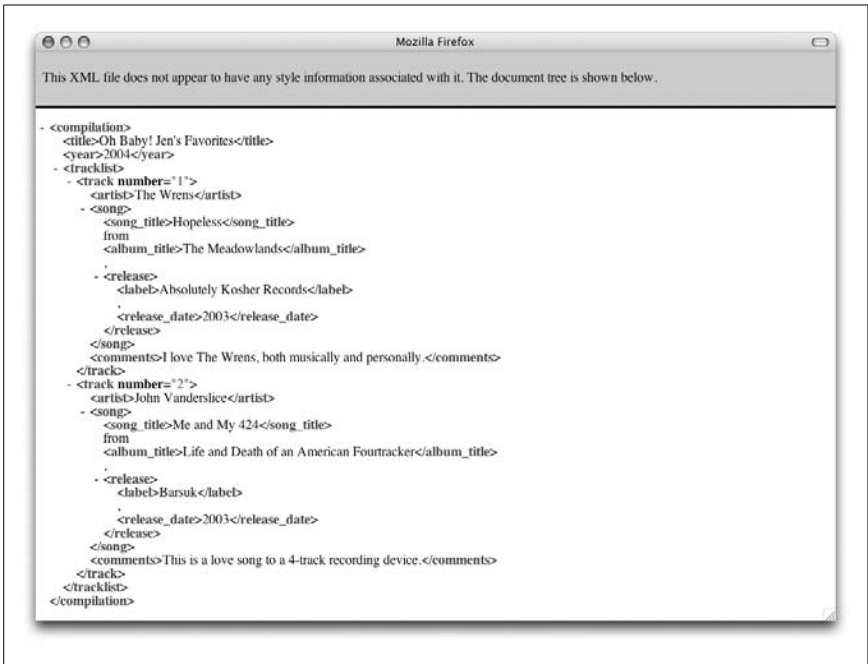 Mozilla Firefox
This XML file does not appear to have any style information associated with it. The document tree is shown below.
- <compilation>
<title>Oh Baby! Jen's Favorites</title>
<year>2004</year>
- <tracklist>
- <track number="1">
<artist>The Wrens</artist>
- <song>
<song_title>Hopeless</song_title>
from
<album_title>The Meadowlands</album_title>
,
- <release>
<label>Absolutely Kosher Records</label>
,
<release_date>2003</release_date>
</release>
</song>
<comments>I love The Wrens, both musically and personally.</comments>
</track>
- <track number="2">
<artist>John Vanderslice</artist>
- <song>
<song_title>Me and My 424</song_title>
from
<album_title>Life and Death of an American Fourtracker</album_title>
,
- <release>
<label>Barsuk</label>
,
<release_date>2003</release_date>
</release>
</song>
<comments>This is a love song to a 4-track recording device.</comments>
</track>
</tracklist>
</compilation>